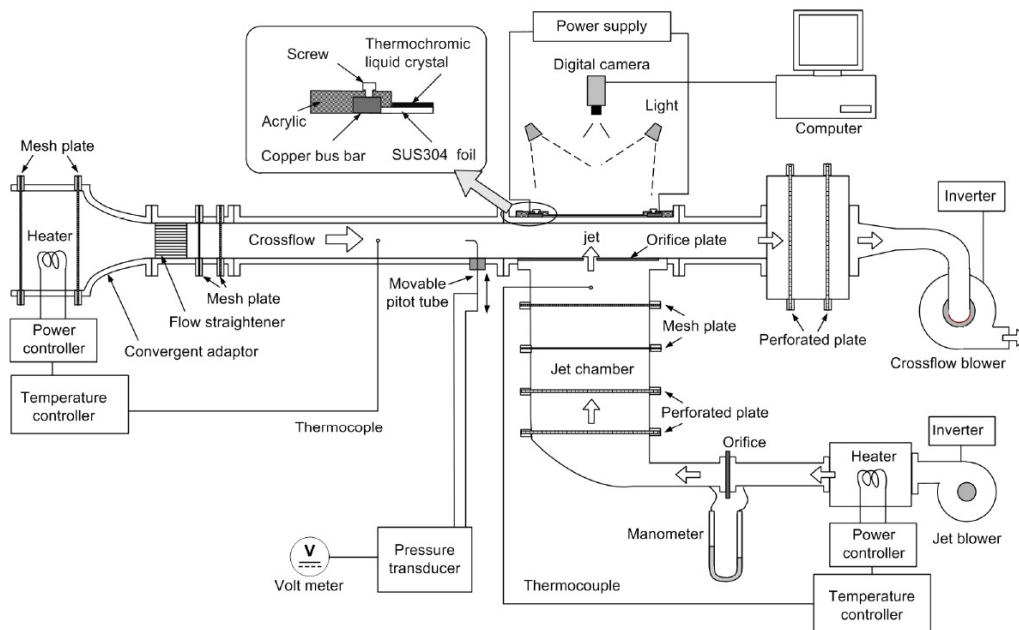 Power supply
Thermochromic
liquid crystal
Screw
Acrylic
Copper bus bar
SUS304 foil
Digital camera
Light
Computer
Mesh plate
Heater
Crossflow
jet
Orifice plate
Inverter
Movable
pitot tube
Mesh plate
Flow straightener
Convergent adaptor
Power
controller
Temperature
controller
Thermocople
Mesh plate
Jet chamber
Perforated plate
Perforated plate
Crossflow blower
Orifice
Heater
Inverter
Manometer
Power
controller
Jet blower
V
Volt meter
Pressure
transducer
Thermocouple
Temperature
controller